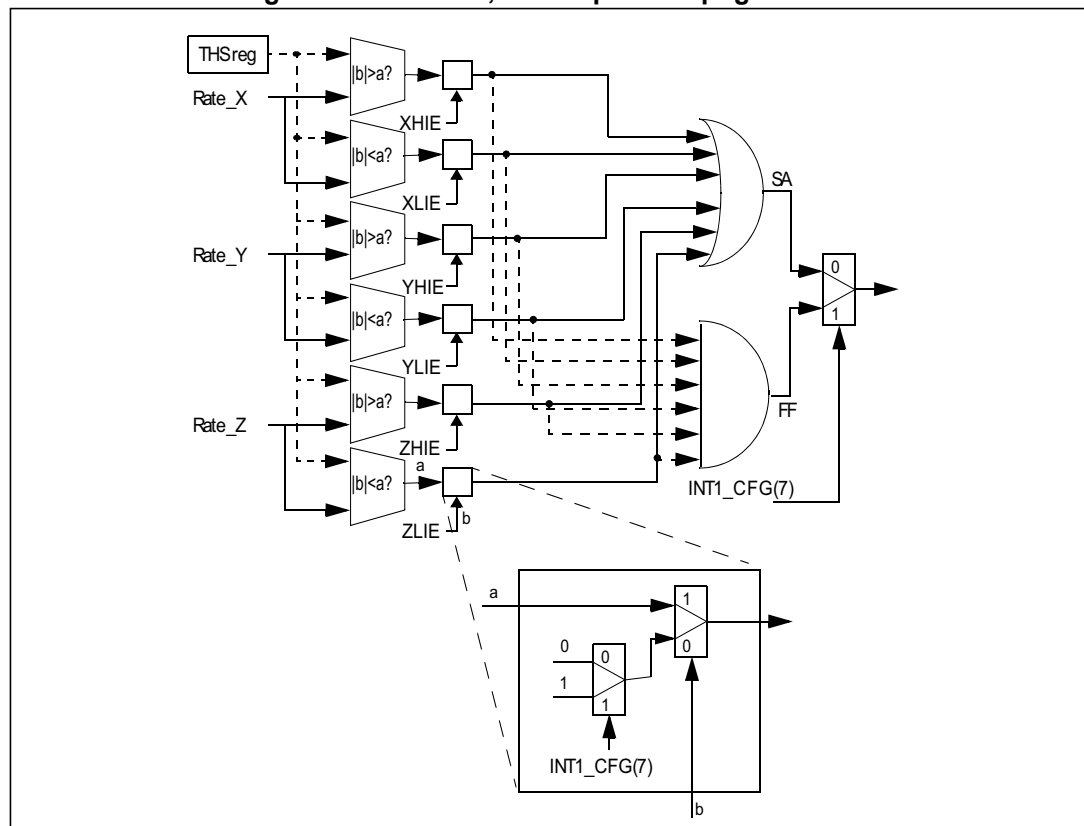 THSreg
Rate_X
|b|>a?
XHIE
|b|<a?
XLIE
Rate_Y
|b|>a?
YHIE
|b|<a?
YLIE
Rate_Z
|b|>a?
ZHIE
|b|<a?
a
b
ZLIE
SA
FF
0
1
INT1_CFG(7)
a
1
0
0
0
1
1
INT1_CFG(7)
b